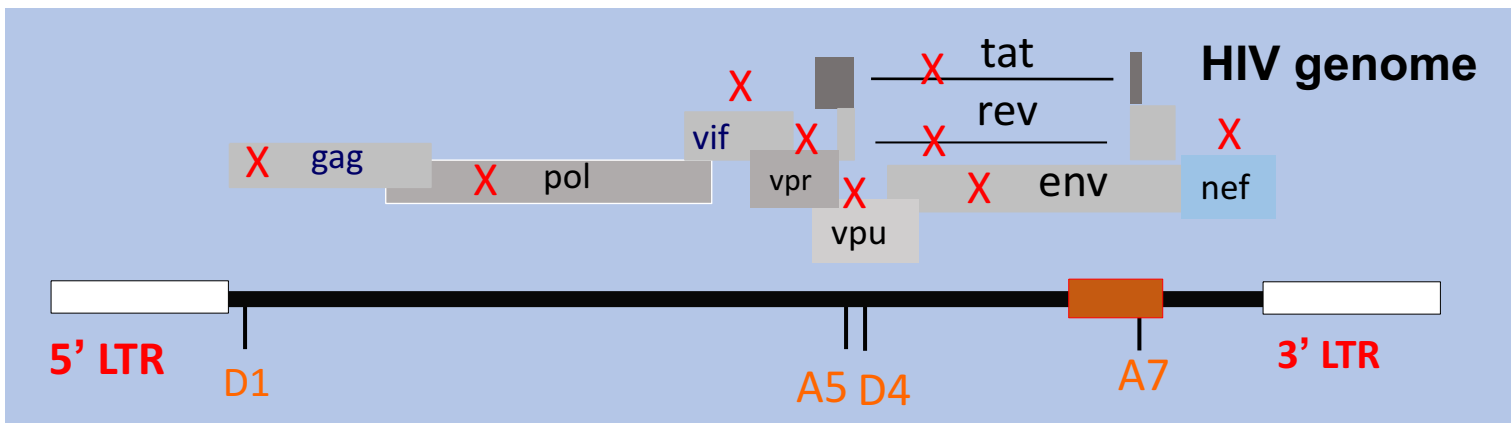 HIV genome
X tat
X rev
X gag
X pol
X
vif
X
vpr
X
vpu
X env
X
nef
5’ LTR
D1
A5
D4
A7
3’ LTR